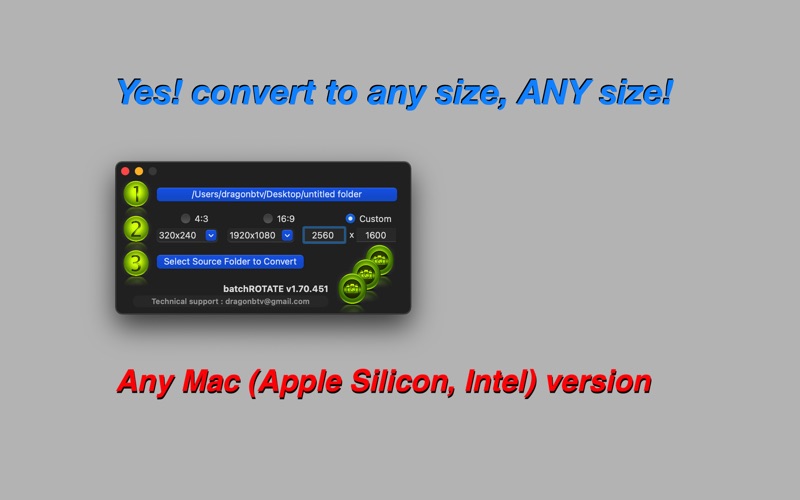 Yes! convert to any size, ANY size!
1
/Users/dragonbtv/Desktop/untitled folder
2
4:3 16:9 Custom
320x240 1920x1080 2560 x 1600
3
Select Source Folder to Convert
batchROTATE v1.70.451
Technical support : dragonbtv@gmail.com
Any Mac (Apple Silicon, Intel) version